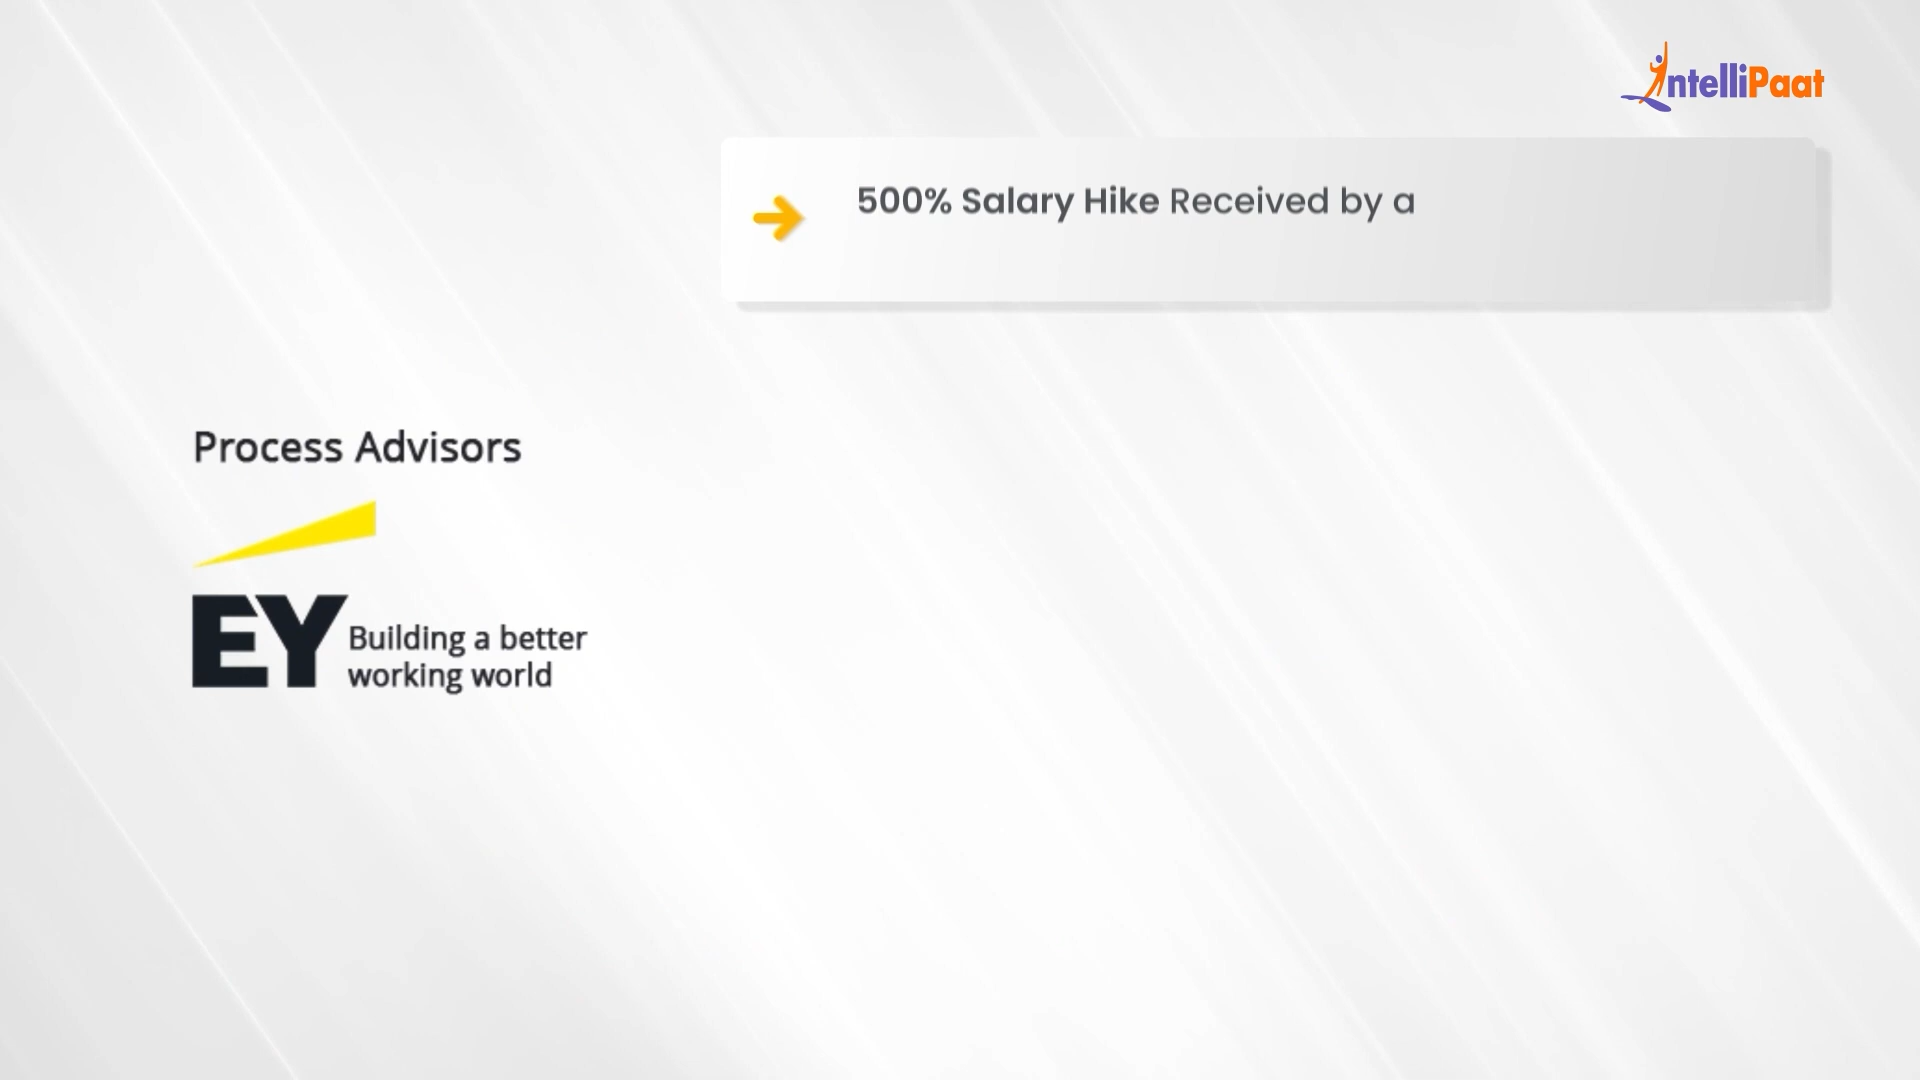 IntelliPaat
500% Salary Hike Received by a
Process Advisors
EY
Building a better
working world